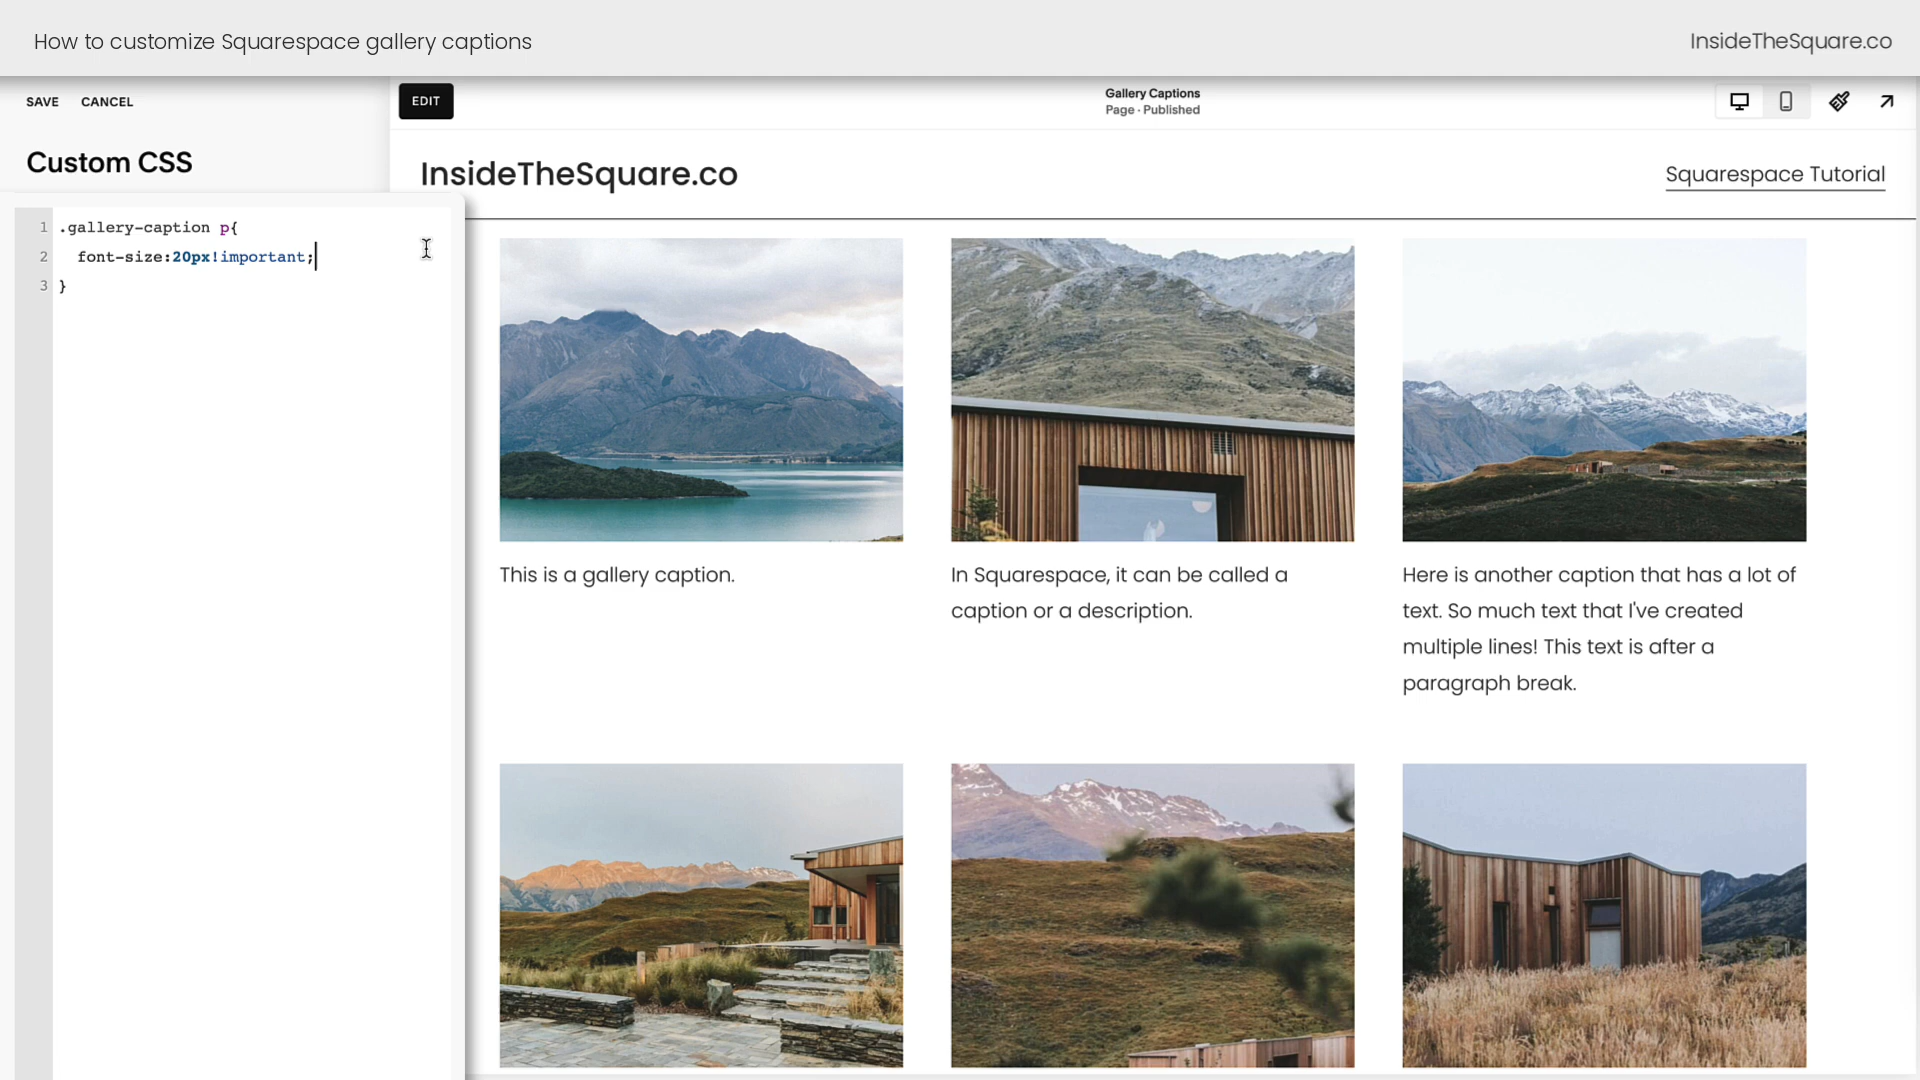 How to customize Squarespace gallery captions
InsideTheSquare.co
SAVE CANCEL
EDIT
Gallery Captions
Page · Published
Custom CSS
InsideTheSquare.co
Squarespace Tutorial
1 .gallery-caption p{
2 font-size:20px!important;
3 }
This is a gallery caption.
In Squarespace, it can be called a
caption or a description.
Here is another caption that has a lot of
text. So much text that I've created
multiple lines! This text is after a
paragraph break.